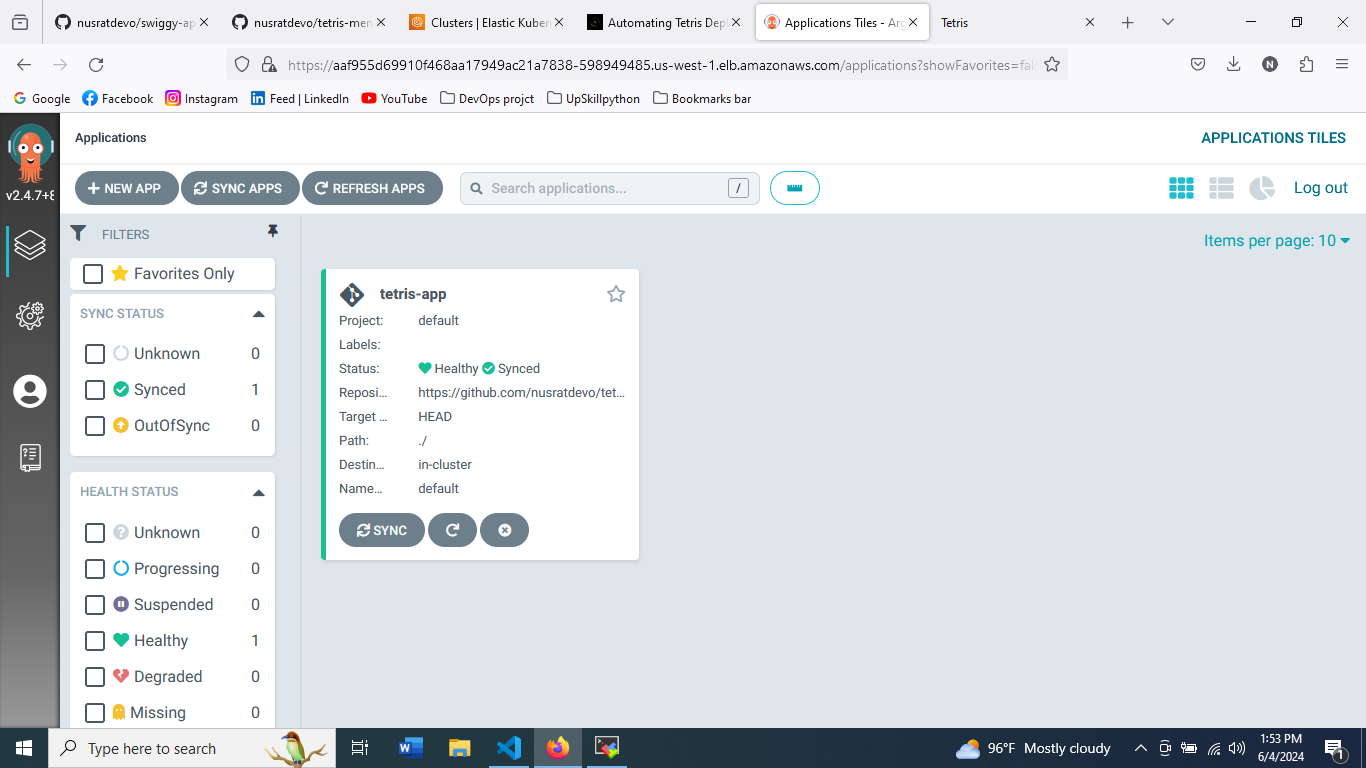 nusratdevo/swiggy-ap
nusratdevo/tetris-mer
Clusters | Elastic Kuber
Automating Tetris Depl
Applications Tiles - Arg
Tetris
https://aaf955d69910f468aa17949ac21a7838-598949485.us-west-1.elb.amazonaws.com/applications?showFavorites=fal
Google
Facebook
Instagram
Feed | LinkedIn
YouTube
DevOps projct
UpSkillpython
Bookmarks bar
Applications
APPLICATIONS TILES
v2.4.7+8
NEW APP
SYNC APPS
REFRESH APPS
Search applications...
/
Log out
FILTERS
Items per page: 10
Favorites Only
SYNC STATUS
Unknown 0
Synced 1
OutOfSync 0
HEALTH STATUS
Unknown 0
Progressing 0
Suspended 0
Healthy 1
Degraded 0
Missing 0
tetris-app
Project: default
Labels:
Status: Healthy Synced
Reposi... https://github.com/nusratdevo/tet...
Target ... HEAD
Path: ./
Destin... in-cluster
Name... default
SYNC
Type here to search
96°F Mostly cloudy
1:53 PM
6/4/2024
1